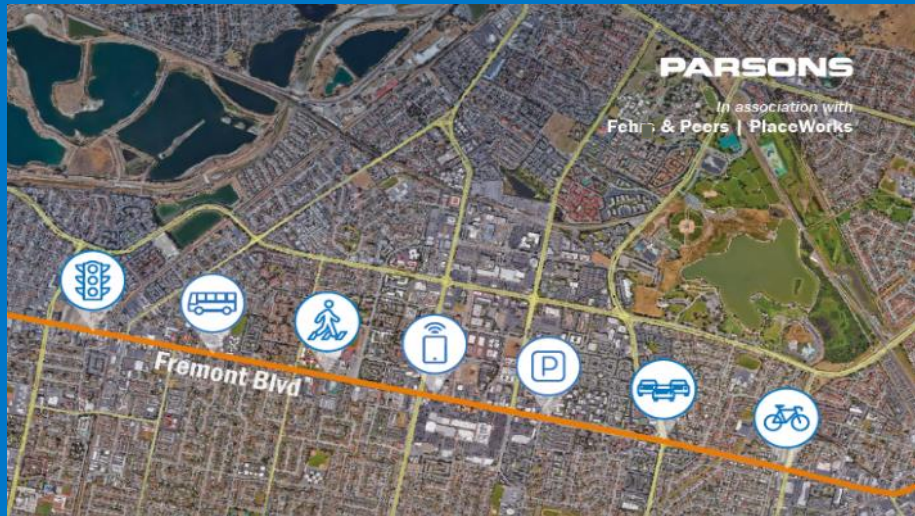 PARSONS
In association with
Fehr & Peers | PlaceWorks
P
Fremont Blvd